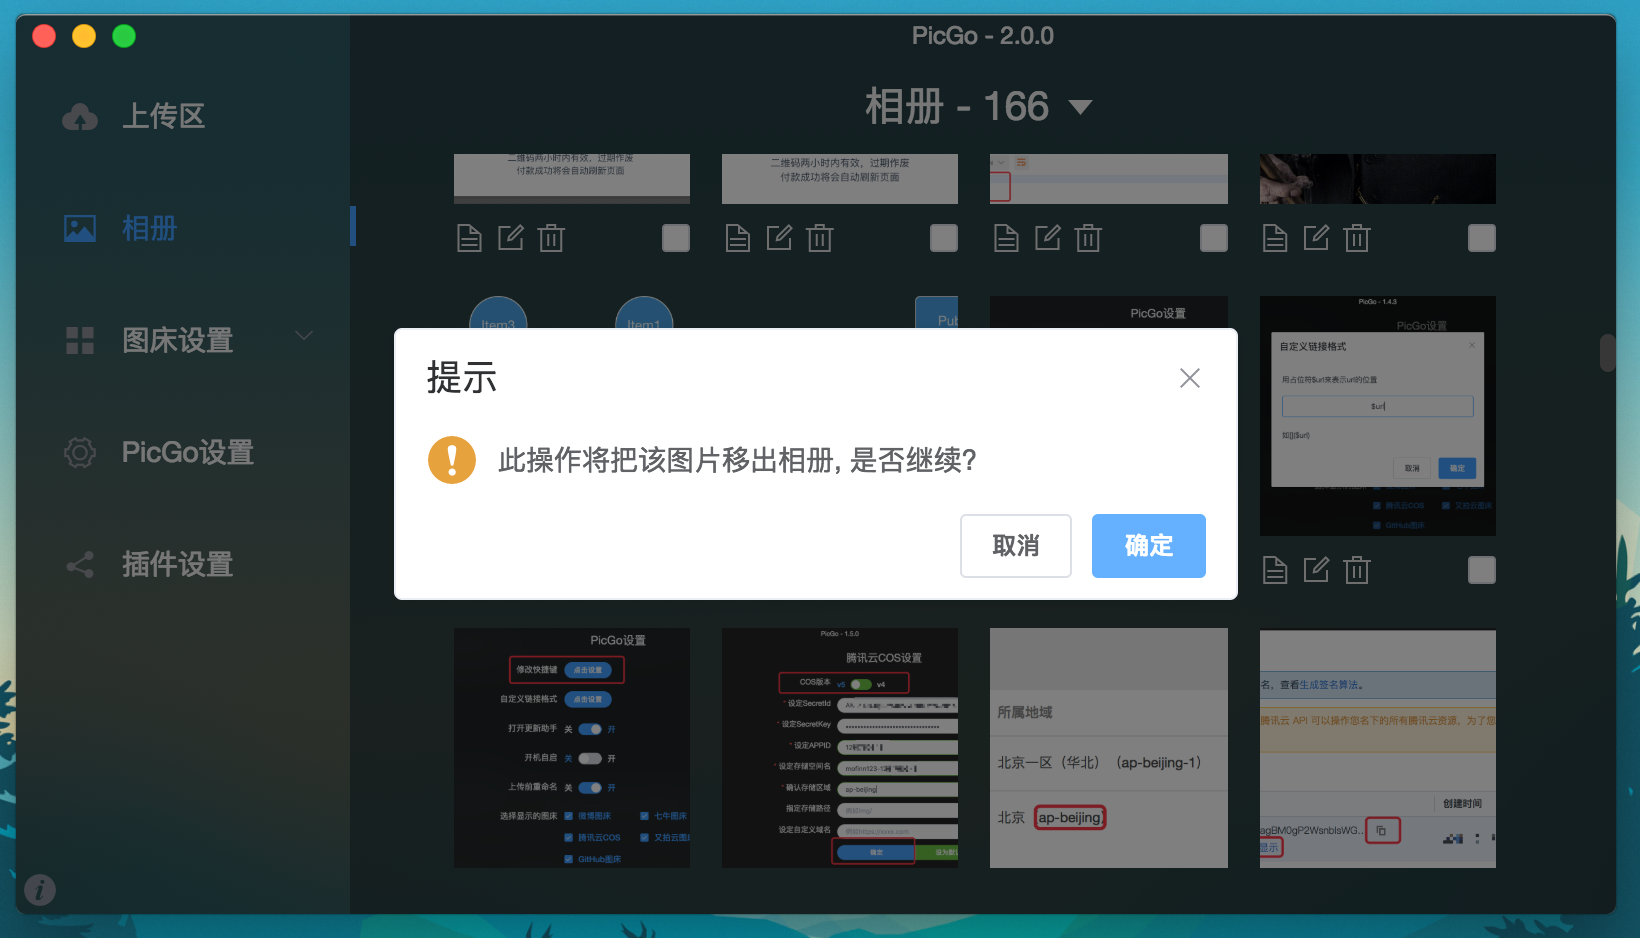 PicGo - 2.0.0
上传区
相册
图床设置
PicGo设置
插件设置
相册 - 166
二维码两小时内有效，过期作废
付款成功将会自动刷新页面
二维码两小时内有效，过期作废
付款成功将会自动刷新页面
Item3
Item1
Pub
PicGo设置
PicGo - 1.4.3
PicGo设置
自定义链接格式
用占位符$url来表示url的位置
$url
如[]($url)
取消
确定
腾讯云COS
又拍云图床
GitHub图床
提示
此操作将把该图片移出相册, 是否继续?
取消
确定
PicGo设置
修改快捷键 点击设置
自定义链接格式 点击设置
打开更新助手 关 开
开机自启 关 开
上传前重命名 关 开
选择显示的图床 微博图床 七牛图床
腾讯云COS 又拍云图床
GitHub图床
PicGo - 1.5.0
腾讯云COS设置
COS版本 v5 v4
* 设定SecretId
* 设定SecretKey
* 设定APPID
* 设定存储空间名
* 确认存储区域 ap-beijing
指定存储路径 例如img/
设定自定义域名 例如https://xxxx.com
确定 设为默认
所属地域
北京一区（华北）（ap-beijing-1）
北京 ap-beijing)
名，查看生成签名算法。
腾讯云 API 可以操作您名下的所有腾讯云资源，为了您
创建时间
agBM0gP2WsnbIsWG...
显示